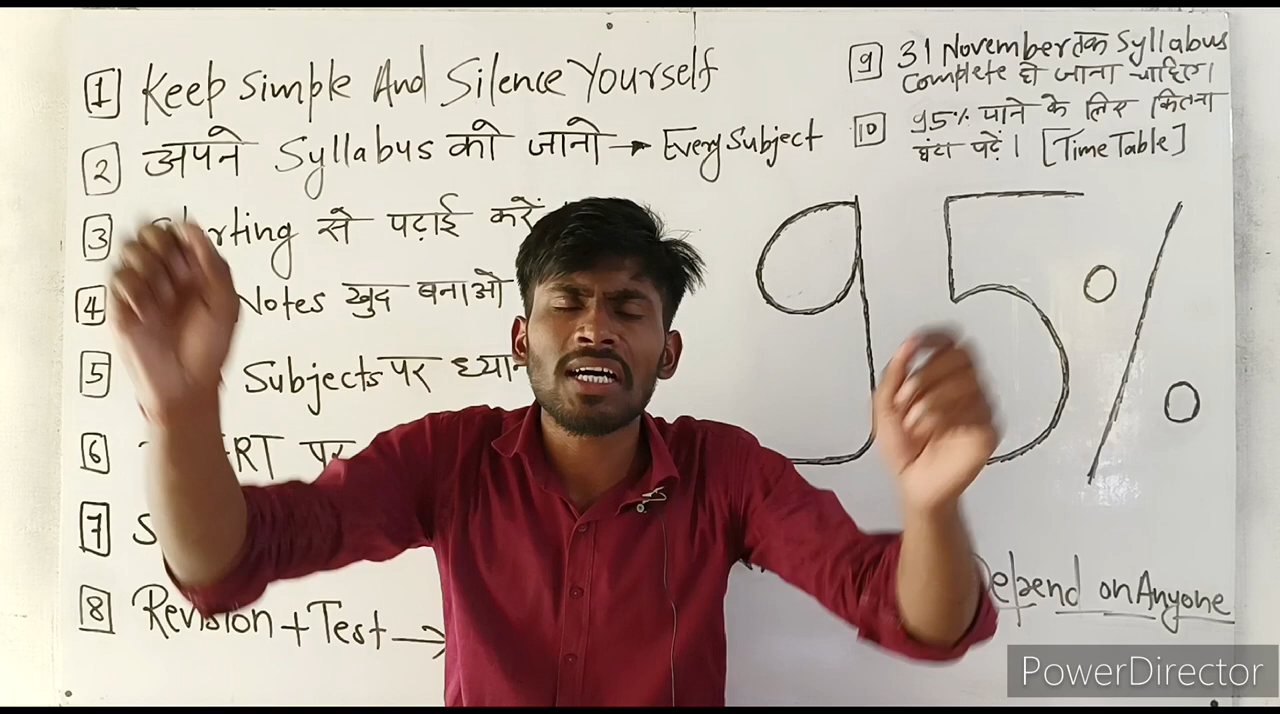 1 Keep Simple And Silence Yourself
2 अपने Syllabus को जानो → Every Subject
3 से पढ़ाई करें
4 Notes खुद बनाओ
5 Subjects पर
6 पर
7
8 Revision + Test →
9 31 November तक Syllabus
Complete हो जाना चाहिए।
10 95% पाने के लिए कितना
घंटा पढ़ें। [Time Table]
95%
Depend on Anyone
PowerDirector